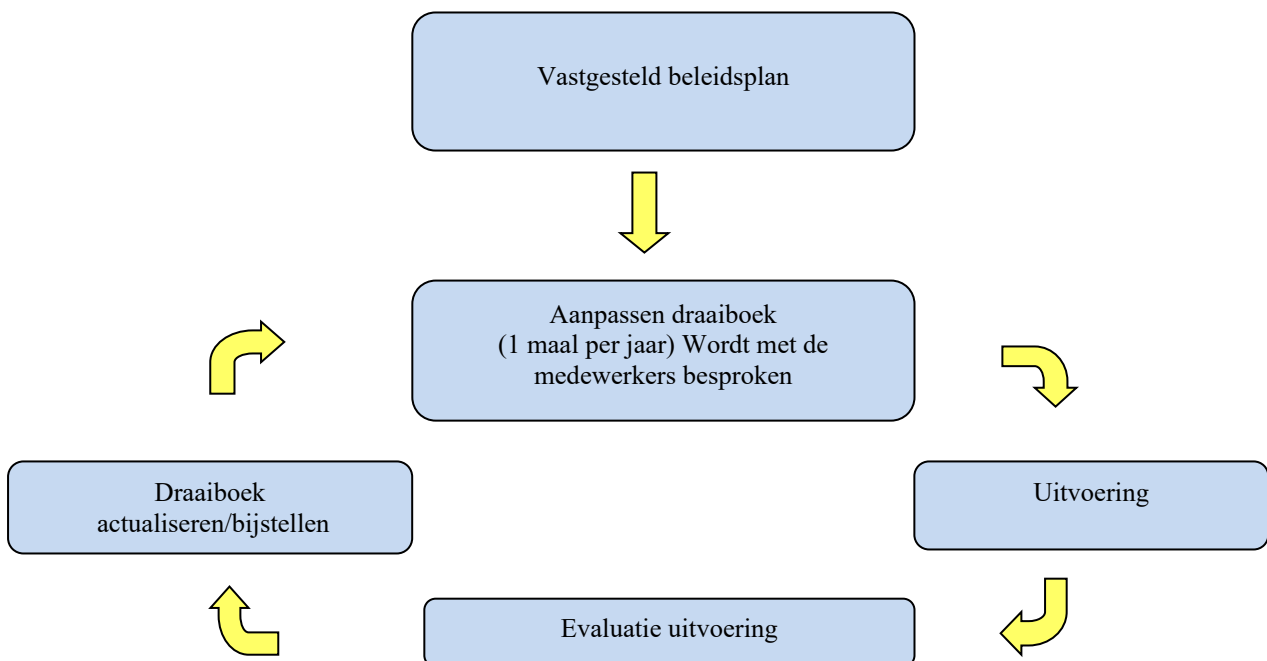 Vastgesteld beleidsplan
Aanpassen draaiboek
(1 maal per jaar) Wordt met de
medewerkers besproken
Draaiboek
actualiseren/bijstellen
Uitvoering
Evaluatie uitvoering